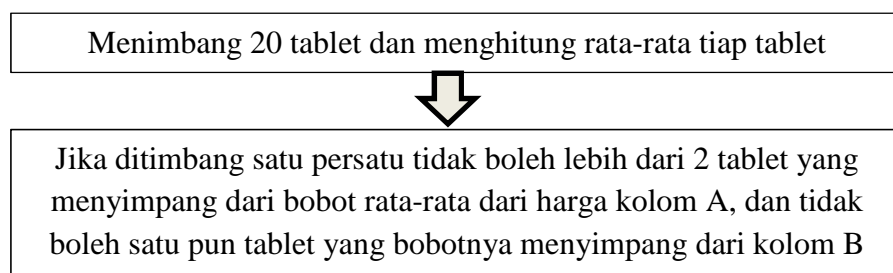 Menimbang 20 tablet dan menghitung rata-rata tiap tablet
Jika ditimbang satu persatu tidak boleh lebih dari 2 tablet yang
menyimpang dari bobot rata-rata dari harga kolom A, dan tidak
boleh satu pun tablet yang bobotnya menyimpang dari kolom B